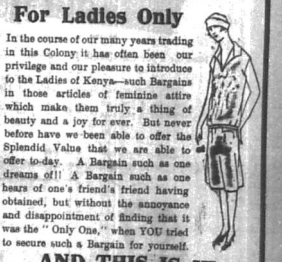 For Ladies Only
In the course of our many years trading
in this Colony it has often been our
privilege and our pleasure to introduce
to the Ladies of Kenya—such Bargains
in those articles of feminine attire
which make them truly a thing of
beauty and a joy for ever. But never
before have we been able to offer the
Splendid Value that we are able to
offer to-day. A Bargain such as one
dreams of!! A Bargain such as one
hears of one's friend's friend having
obtained, but without the annoyance
and disappointment of finding that it
was the "Only One," when YOU tried
to secure such a Bargain for yourself.
AND THIS IS IT